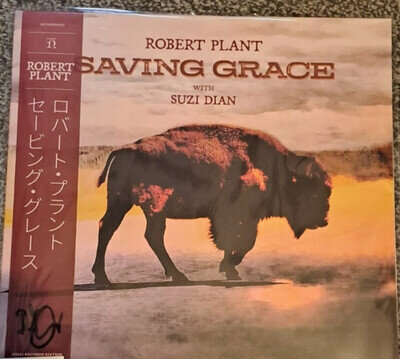 ROBERT PLANT
SAVING GRACE
WITH
SUZI DIAN
ROBERT
PLANT
ロバート・プラント
セービング・グレース